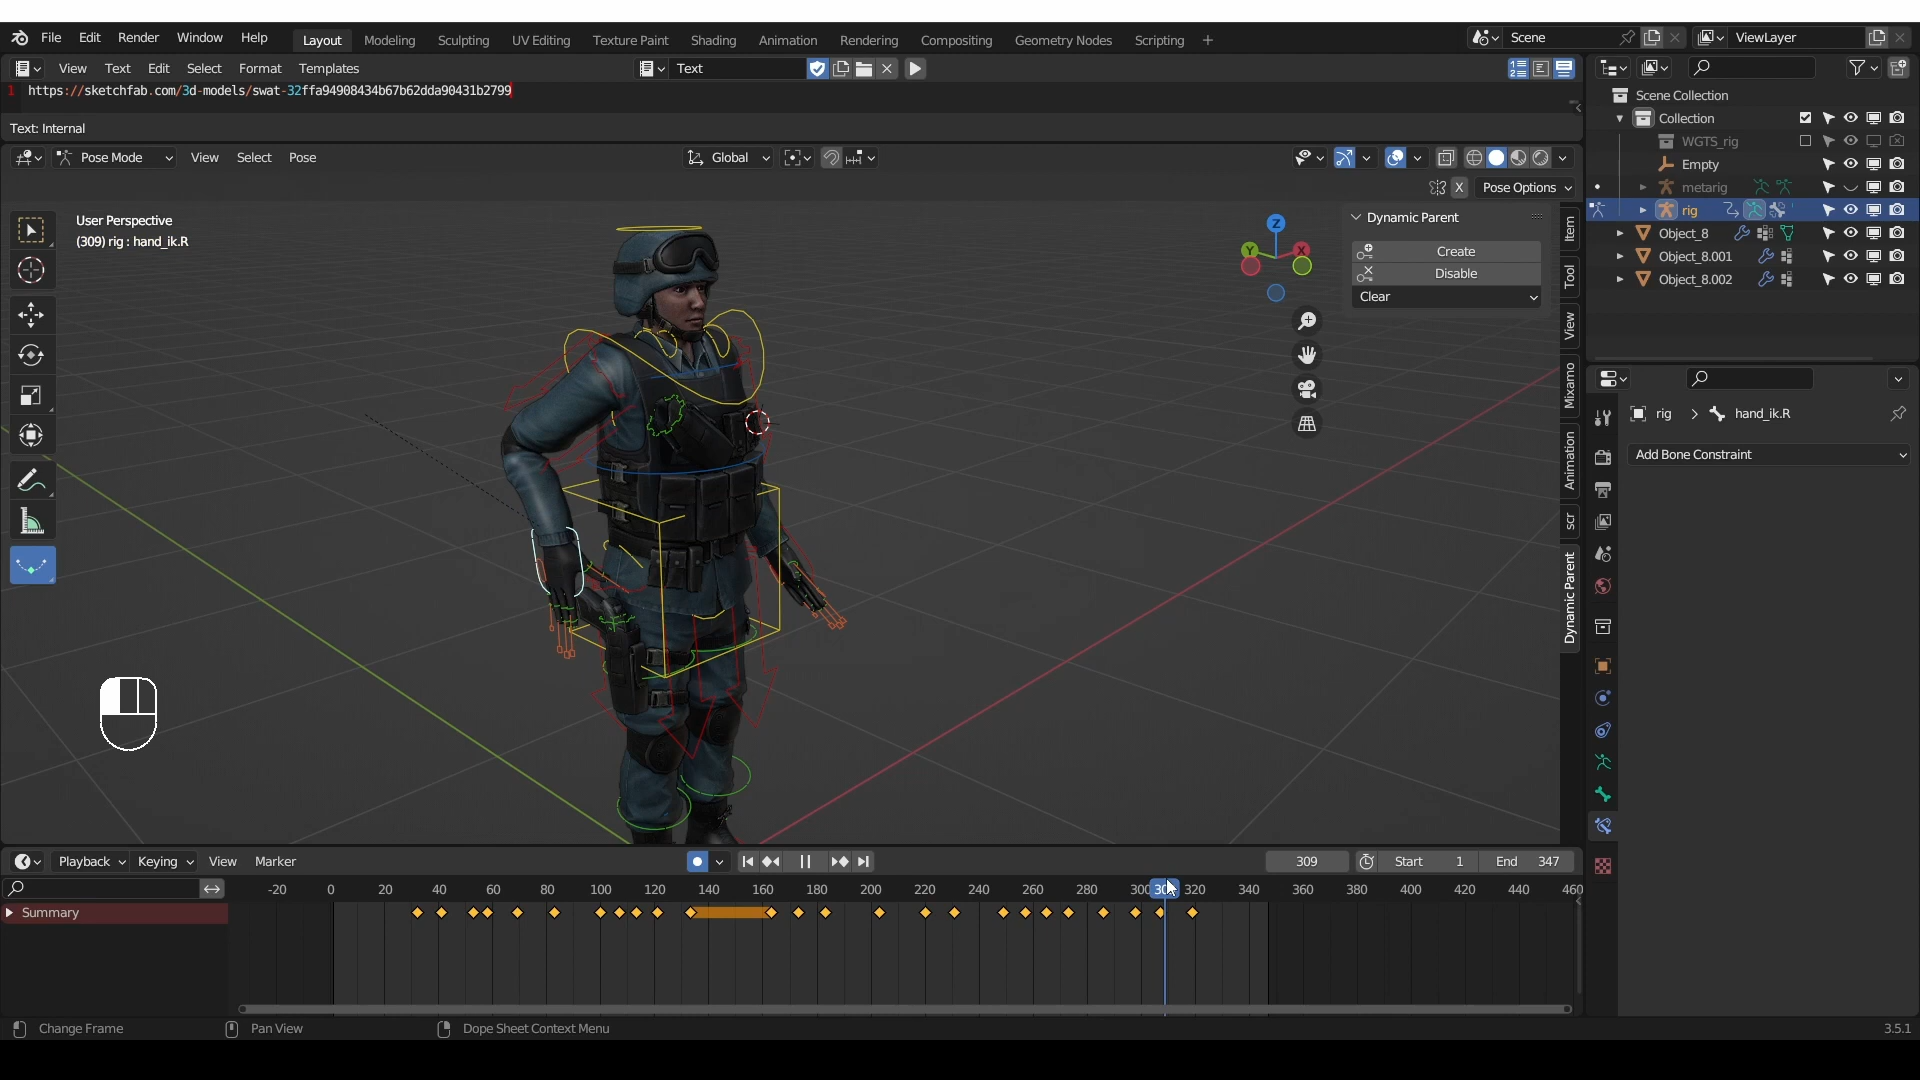 File Edit Render Window Help Layout Modeling Sculpting UV Editing Texture Paint Shading Animation Rendering Compositing Geometry Nodes Scripting + Scene ViewLayer
View Text Edit Select Format Templates Text
1 https://sketchfab.com/3d-models/swat-32ffa94908434b67b62dda90431b2799
Text: Internal
Pose Mode View Select Pose Global
X Pose Options
User Perspective
(309) rig : hand_ik.R
Dynamic Parent
Create
Disable
Clear
Z
Y
X
Item
Tool
View
Mixamo
Animation
scr
Dynamic Parent
Scene Collection
Collection
WGTS_rig
Empty
metarig
rig
Object_8
Object_8.001
Object_8.002
rig > hand_ik.R
Add Bone Constraint
Playback Keying View Marker 309 Start 1 End 347
-20 0 20 40 60 80 100 120 140 160 180 200 220 240 260 280 300 320 340 360 380 400 420 440 460
Summary
Change Frame Pan View Dope Sheet Context Menu 3.5.1